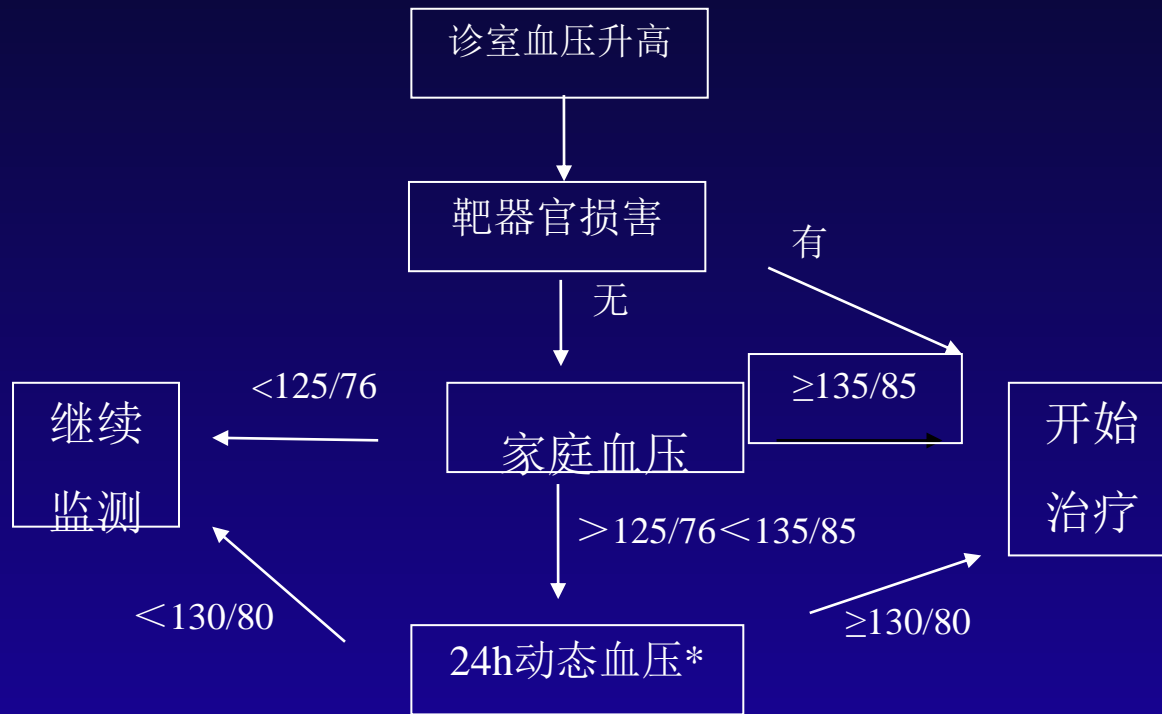 诊室血压升高
靶器官损害
有
无
<125/76
≥135/85
继续
监测
家庭血压
开始
治疗
＞125/76＜135/85
＜130/80
≥130/80
24h动态血压*